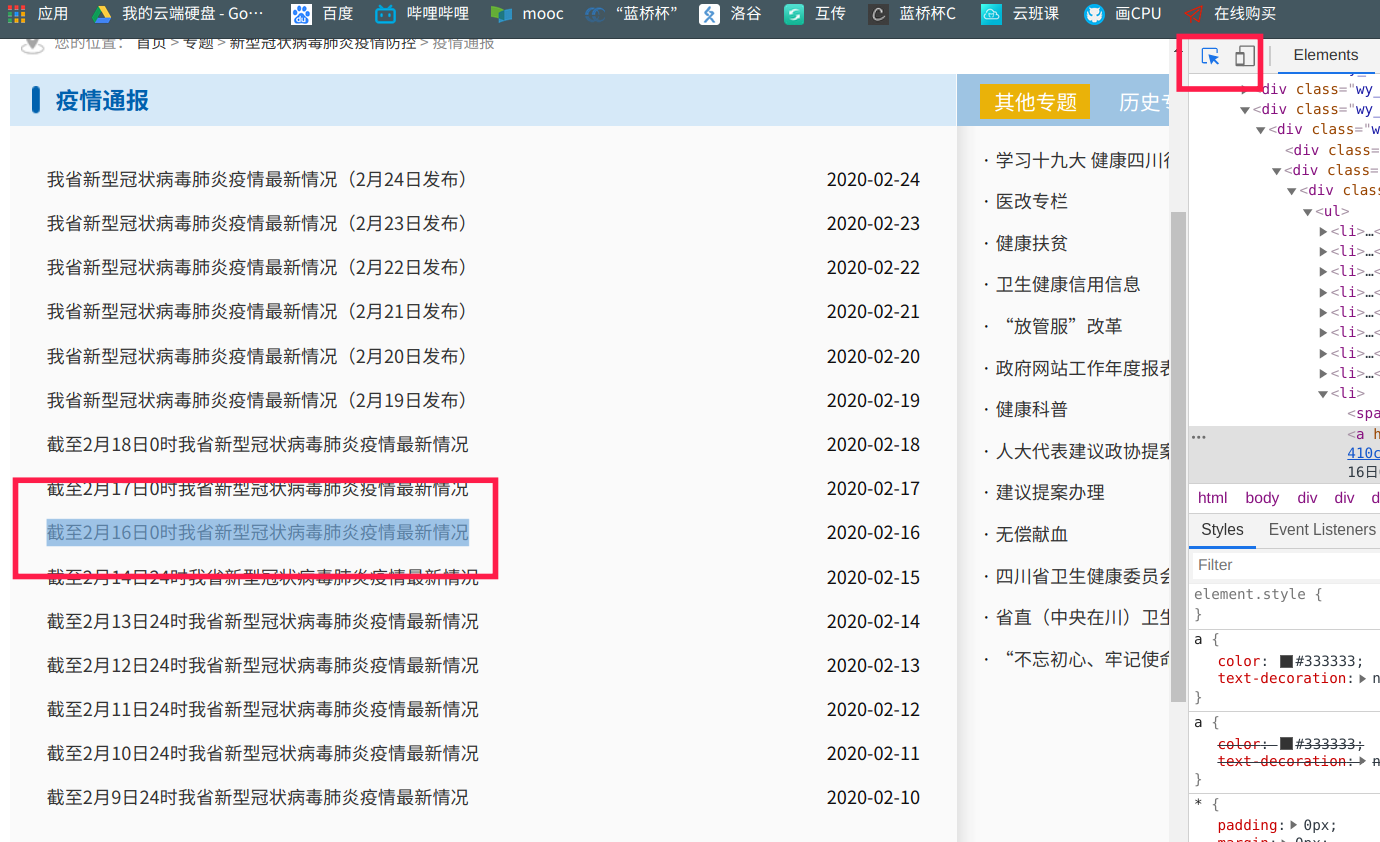 应用 我的云端硬盘 - Go… 百度 哔哩哔哩 mooc “蓝桥杯” 洛谷 互传 蓝桥杯C 云班课 画CPU 在线购买
您的位置： 首页 > 专题 > 新型冠状病毒肺炎疫情防控 > 疫情通报
疫情通报
我省新型冠状病毒肺炎疫情最新情况（2月24日发布） 2020-02-24
我省新型冠状病毒肺炎疫情最新情况（2月23日发布） 2020-02-23
我省新型冠状病毒肺炎疫情最新情况（2月22日发布） 2020-02-22
我省新型冠状病毒肺炎疫情最新情况（2月21日发布） 2020-02-21
我省新型冠状病毒肺炎疫情最新情况（2月20日发布） 2020-02-20
我省新型冠状病毒肺炎疫情最新情况（2月19日发布） 2020-02-19
截至2月18日0时我省新型冠状病毒肺炎疫情最新情况 2020-02-18
截至2月17日0时我省新型冠状病毒肺炎疫情最新情况 2020-02-17
截至2月16日0时我省新型冠状病毒肺炎疫情最新情况 2020-02-16
截至2月14日24时我省新型冠状病毒肺炎疫情最新情况 2020-02-15
截至2月13日24时我省新型冠状病毒肺炎疫情最新情况 2020-02-14
截至2月12日24时我省新型冠状病毒肺炎疫情最新情况 2020-02-13
截至2月11日24时我省新型冠状病毒肺炎疫情最新情况 2020-02-12
截至2月10日24时我省新型冠状病毒肺炎疫情最新情况 2020-02-11
截至2月9日24时我省新型冠状病毒肺炎疫情最新情况 2020-02-10
其他专题 历史专
· 学习十九大 健康四川行
· 医改专栏
· 健康扶贫
· 卫生健康信用信息
· “放管服”改革
· 政府网站工作年度报表
· 健康科普
· 人大代表建议政协提案
· 建议提案办理
· 无偿献血
· 四川省卫生健康委员会
· 省直（中央在川）卫生
· “不忘初心、牢记使命
Elements
div class="wy_
<div class="wy_
<div class="w
<div class=
<div class=
<div clas
<ul>
<li>…<
<li>…<
<li>…<
<li>…<
<li>…<
<li>…<
<li>…<
<li>…<
<li>
<spa
<a h
410c
16日
html body div div d
Styles Event Listeners
Filter
element.style {
}
a {
color: #333333;
text-decoration: n
}
a {
color: #333333;
text-decoration: n
}
* {
padding: 0px;
margin: 0px;